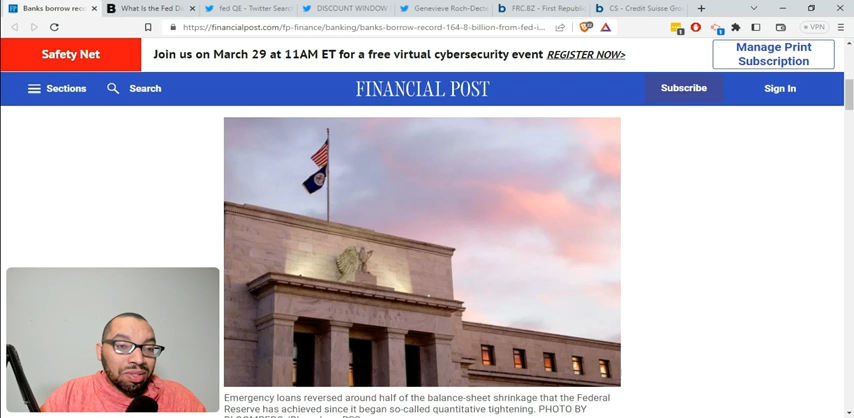 Banks borrow reco
What Is the Fed Di
fed QE - Twitter Searc
DISCOUNT WINDOW
Genevieve Roch-Decte
FRC.BZ - First Republic
CS - Credit Suisse Grou
https://financialpost.com/fp-finance/banking/banks-borrow-record-164-8-billion-from-fed-i...
VPN
Safety Net
Join us on March 29 at 11AM ET for a free virtual cybersecurity event REGISTER NOW>
Manage Print
Subscription
Sections
Search
FINANCIAL POST
Subscribe
Sign In
Emergency loans reversed around half of the balance-sheet shrinkage that the Federal
Reserve has achieved since it began so-called quantitative tightening. PHOTO BY